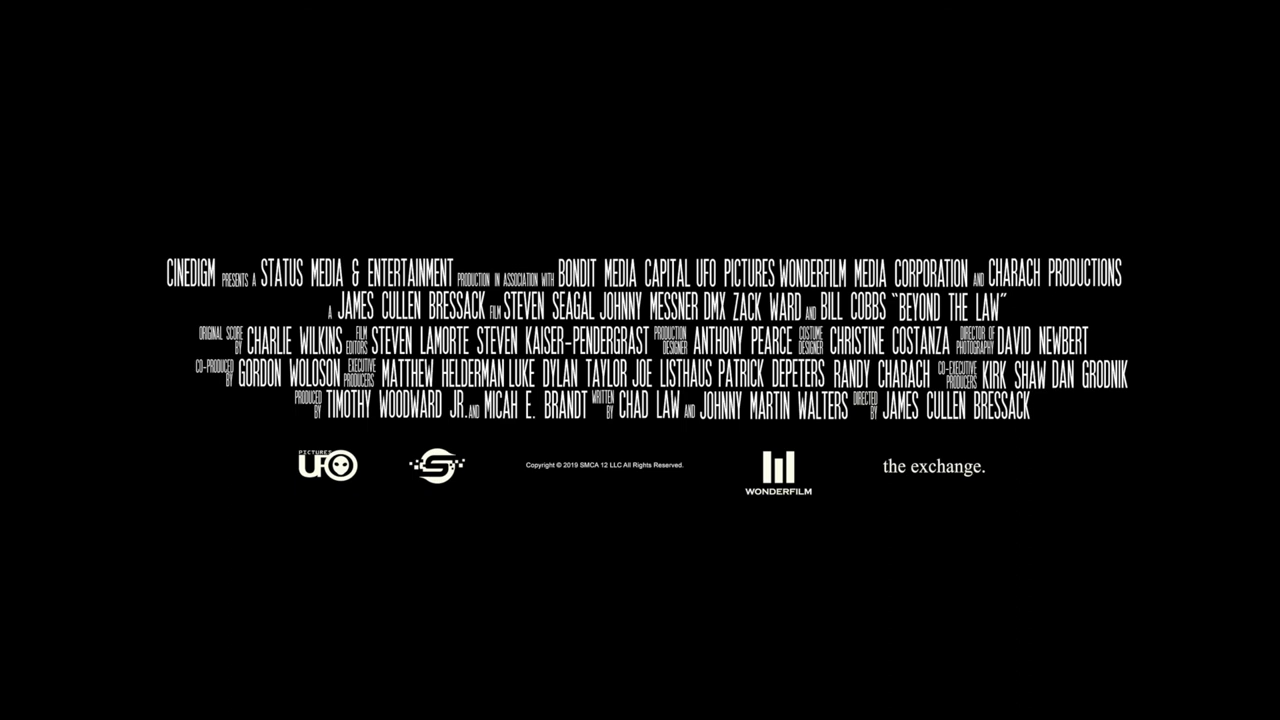 CINEDIGM PRESENTS A STATUS MEDIA & ENTERTAINMENT PRODUCTION IN ASSOCIATION WITH BONDIT MEDIA CAPITAL UFO PICTURES WONDERFILM MEDIA CORPORATION AND CHARACH PRODUCTIONS
A JAMES CULLEN BRESSACK FILM STEVEN SEAGAL JOHNNY MESSNER DMX ZACK WARD AND BILL COBBS "BEYOND THE LAW"
ORIGINAL SCORE BY CHARLIE WILKINS FILM EDITORS STEVEN LAMORTE STEVEN KAISER-PENDERGRAST PRODUCTION DESIGNER ANTHONY PEARCE COSTUME DESIGNER CHRISTINE COSTANZA DIRECTOR OF PHOTOGRAPHY DAVID NEWBERT
CO-PRODUCED BY GORDON WOLOSON EXECUTIVE PRODUCERS MATTHEW HELDERMAN LUKE DYLAN TAYLOR JOE LISTHAUS PATRICK DEPETERS RANDY CHARACH CO-EXECUTIVE PRODUCERS KIRK SHAW DAN GRODNIK
PRODUCED BY TIMOTHY WOODWARD JR. AND MICAH E. BRANDT WRITTEN BY CHAD LAW AND JOHNNY MARTIN WALTERS DIRECTED BY JAMES CULLEN BRESSACK
PICTURES
UFO
S
Copyright © 2019 SMCA 12 LLC All Rights Reserved.
WONDERFILM
the exchange.